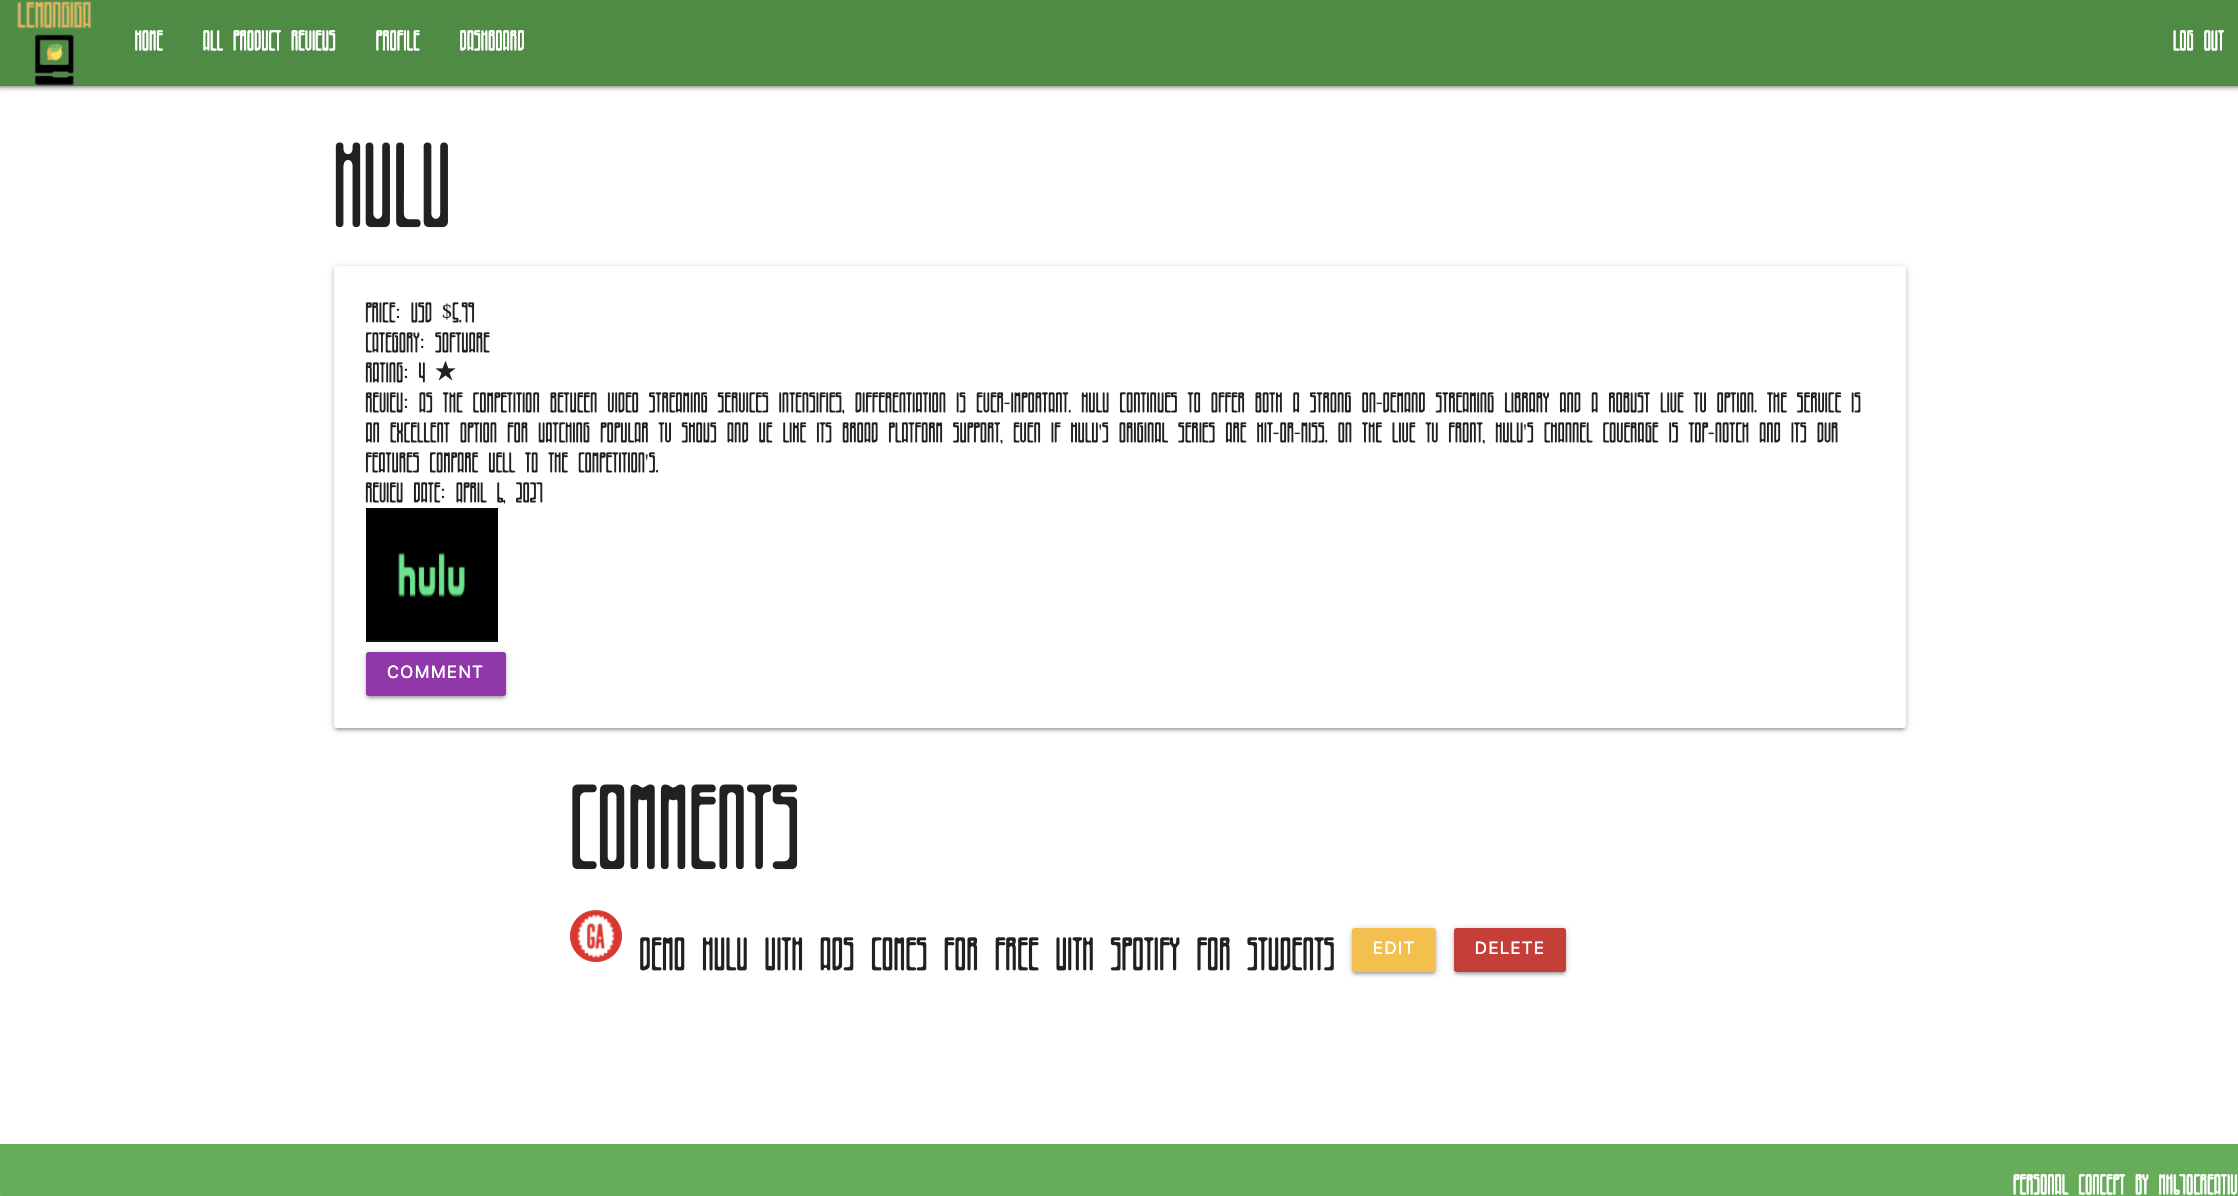 LEMONGIGA
HOME ALL PRODUCT REVIEWS PROFILE DASHBOARD LOG OUT
HULU
PRICE: USD $5.99
CATEGORY: SOFTWARE
RATING: 4 ★
REVIEW: AS THE COMPETITION BETWEEN VIDEO STREAMING SERVICES INTENSIFIES, DIFFERENTIATION IS EVER-IMPORTANT. HULU CONTINUES TO OFFER BOTH A STRONG ON-DEMAND STREAMING LIBRARY AND A ROBUST LIVE TV OPTION. THE SERVICE IS
AN EXCELLENT OPTION FOR WATCHING POPULAR TV SHOWS AND WE LIKE ITS BROAD PLATFORM SUPPORT, EVEN IF HULU'S ORIGINAL SERIES ARE HIT-OR-MISS. ON THE LIVE TV FRONT, HULU'S CHANNEL COVERAGE IS TOP-NOTCH AND ITS DVR
FEATURES COMPARE WELL TO THE COMPETITION'S.
REVIEW DATE: APRIL 6, 2021
hulu
COMMENT
COMMENTS
GA DEMO HULU WITH ADS COMES FOR FREE WITH SPOTIFY FOR STUDENTS EDIT DELETE
PERSONAL CONCEPT BY